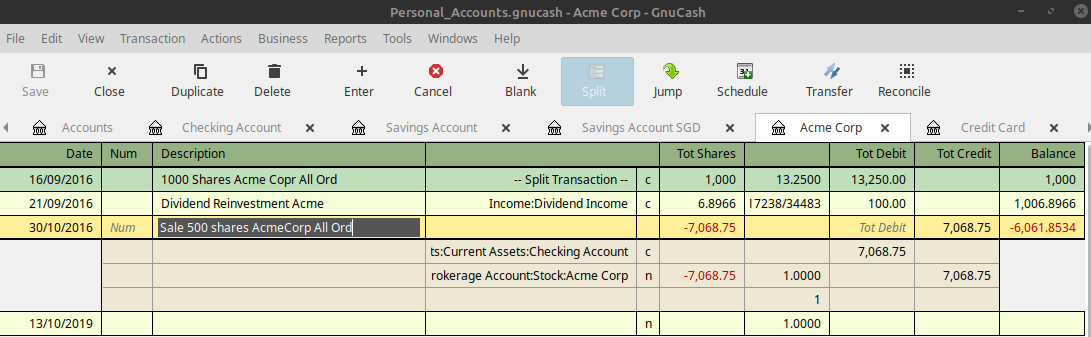 Personal_Accounts.gnucash - Acme Corp - GnuCash
File Edit View Transaction Actions Business Reports Tools Windows Help
Save Close Duplicate Delete Enter Cancel Blank Split Jump Schedule Transfer Reconcile
Accounts Checking Account Savings Account Savings Account SGD Acme Corp Credit Card
Date Num Description Tot Shares Tot Debit Tot Credit Balance
16/09/2016 1000 Shares Acme Copr All Ord -- Split Transaction -- c 1,000 13.2500 13,250.00 1,000
21/09/2016 Dividend Reinvestment Acme Income:Dividend Income c 6.8966 17238/34483 100.00 1,006.8966
30/10/2016 Num Sale 500 shares AcmeCorp All Ord -7,068.75 Tot Debit 7,068.75 -6,061.8534
ts:Current Assets:Checking Account c 7,068.75
rokerage Account:Stock:Acme Corp n -7,068.75 1.0000 7,068.75
1
13/10/2019 n 1.0000